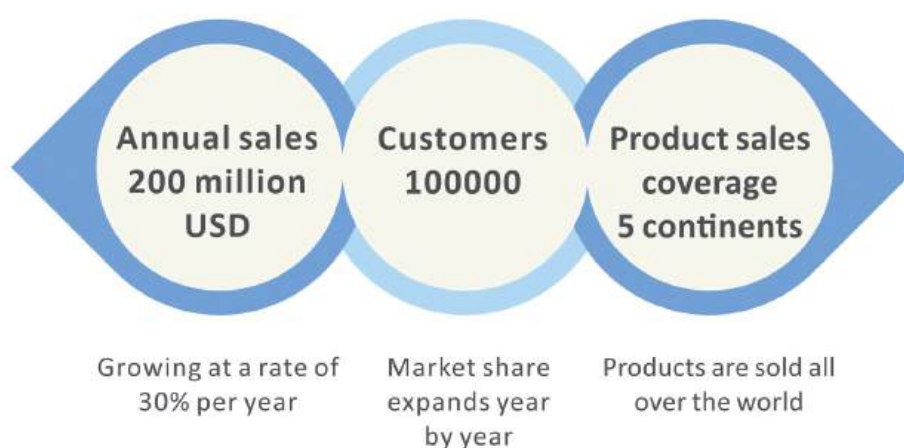 Annual sales
200 million
USD
Customers
100000
Product sales
coverage
5 continents
Growing at a rate of
30% per year
Market share
expands year
by year
Products are sold all
over the world